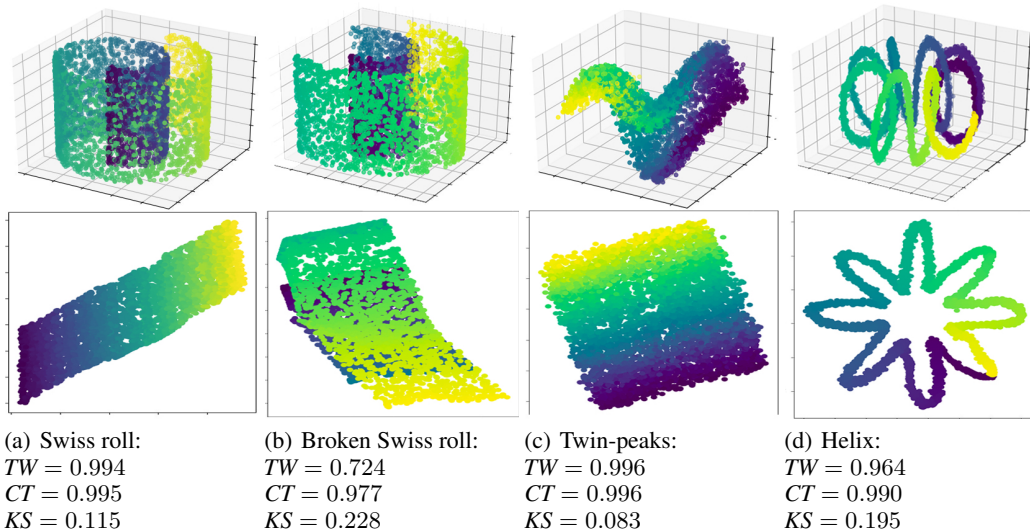 (a) Swiss roll:
TW = 0.994
CT = 0.995
KS = 0.115
(b) Broken Swiss roll:
TW = 0.724
CT = 0.977
KS = 0.228
(c) Twin-peaks:
TW = 0.996
CT = 0.996
KS = 0.083
(d) Helix:
TW = 0.964
CT = 0.990
KS = 0.195